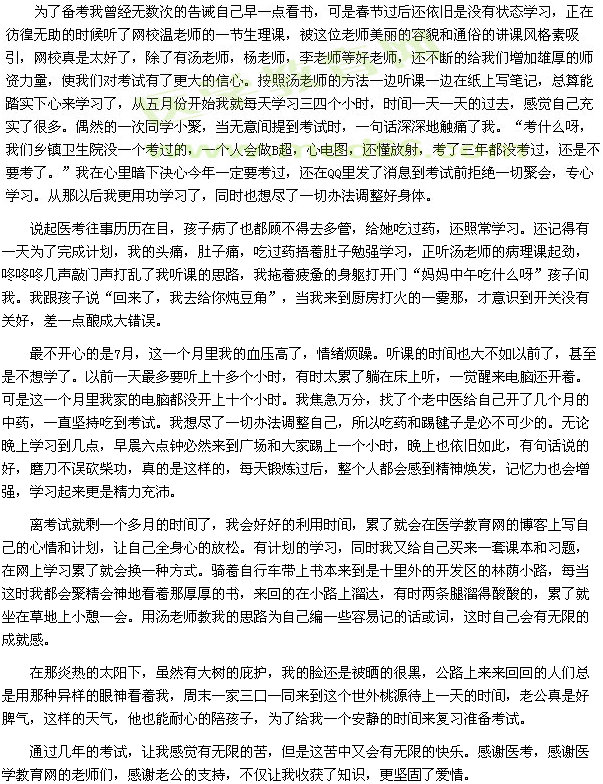 为了备考我曾经无数次的告诫自己早一点看书，可是春节过后还依旧是没有状态学习，正在
彷徨无助的时候听了网校温老师的一节生理课，被这位老师美丽的容貌和通俗的讲课风格素吸
引，网校真是太好了，除了有汤老师，杨老师，李老师等好老师，还不断的给我们增加雄厚的师
资力量，使我们对考试有了更大的信心。按照汤老师的方法一边听课一边在纸上写笔记，总算能
踏实下心来学习了，从五月份开始我就每天学习三四个小时，时间一天一天的过去，感觉自己充
实了很多。偶然的一次同学小聚，当无意间提到考试时，一句话深深地触痛了我。“考什么呀，
我们乡镇卫生院没一个考过的，一个人会做B超，心电图，还懂放射，考了三年都没考过，还是不
要考了。”我在心里暗下决心今年一定要考过，还在QQ里发了消息到考试前拒绝一切聚会，专心
学习。从那以后我更用功学习了，同时也想尽了一切办法调整好身体。
说起医考往事历历在目，孩子病了也都顾不得去多管，给她吃过药，还照常学习。还记得有
一天为了完成计划，我的头痛，肚子痛，吃过药捂着肚子勉强学习，正听汤老师的病理课起劲，
咚咚咚几声敲门声打乱了我听课的思路，我拖着疲惫的身躯打开门“妈妈中午吃什么呀”孩子问
我。我跟孩子说“回来了，我去给你炖豆角”，当我来到厨房打火的一霎那，才意识到开关没有
关好，差一点酿成大错误。
最不开心的是7月，这一个月里我的血压高了，情绪烦躁。听课的时间也大不如以前了，甚至
是不想学了。以前一天最多要听上十多个小时，有时太累了躺在床上听，一觉醒来电脑还开着。
可是这一个月里我家的电脑都没开上十个小时。我焦急万分，找了个老中医给自己开了几个月的
中药，一直坚持吃到考试。我想尽了一切办法调整自己，所以吃药和踢毽子是必不可少的。无论
晚上学习到几点，早晨六点钟必然来到广场和大家踢上一个小时，晚上也依旧如此，有句话说的
好，磨刀不误砍柴功，真的是这样的，每天锻炼过后，整个人都会感到精神焕发，记忆力也会增
强，学习起来更是精力充沛。
离考试就剩一个多月的时间了，我会好好的利用时间，累了就会在医学教育网的博客上写自
己的心情和计划，让自己全身心的放松。有计划的学习，同时我又给自己买来一套课本和习题，
在网上学习累了就会换一种方式。骑着自行车带上书本来到是十里外的开发区的林荫小路，每当
这时我都会聚精会神地看着那厚厚的书，来回的在小路上溜达，有时两条腿溜得酸酸的，累了就
坐在草地上小憩一会。用汤老师教我的思路为自己编一些容易记的话或词，这时自己会有无限的
成就感。
在那炎热的太阳下，虽然有大树的庇护，我的脸还是被晒的很黑，公路上来来回回的人们总
是用那种异样的眼神看着我，周末一家三口一同来到这个世外桃源待上一天的时间，老公真是好
脾气，这样的天气，他也能耐心的陪孩子，为了给我一个安静的时间来复习准备考试。
通过几年的考试，让我感觉有无限的苦，但是这苦中又会有无限的快乐。感谢医考，感谢医
学教育网的老师们，感谢老公的支持，不仅让我收获了知识，更坚固了爱情。